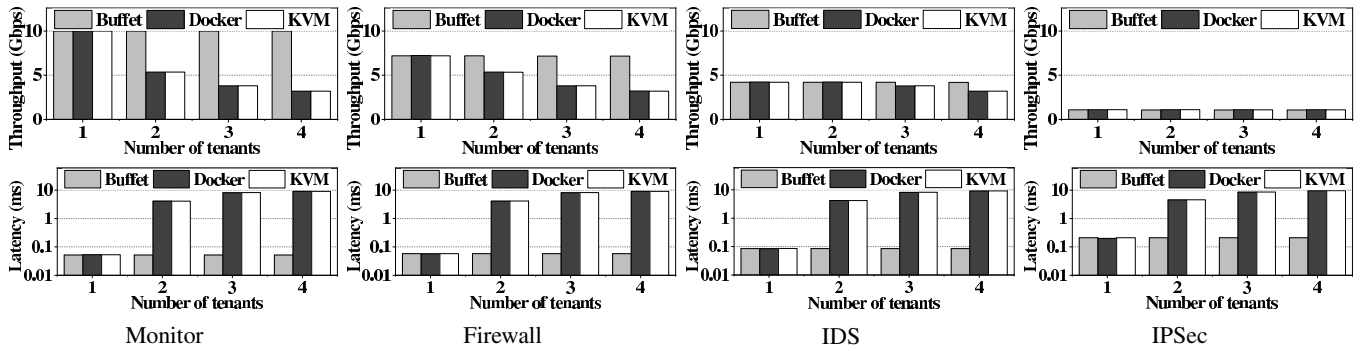 Buffet Docker KVM
Throughput (Gbps)
10
5
0
1 2 3 4
Number of tenants
Buffet Docker KVM
Throughput (Gbps)
10
5
0
1 2 3 4
Number of tenants
Buffet Docker KVM
Throughput (Gbps)
10
5
0
1 2 3 4
Number of tenants
Buffet Docker KVM
Throughput (Gbps)
10
5
0
1 2 3 4
Number of tenants
Buffet Docker KVM
Latency (ms)
10
1
0.1
0.01
1 2 3 4
Number of tenants
Monitor
Buffet Docker KVM
Latency (ms)
10
1
0.1
0.01
1 2 3 4
Number of tenants
Firewall
Buffet Docker KVM
Latency (ms)
10
1
0.1
0.01
1 2 3 4
Number of tenants
IDS
Buffet Docker KVM
Latency (ms)
10
1
0.1
0.01
1 2 3 4
Number of tenants
IPSec